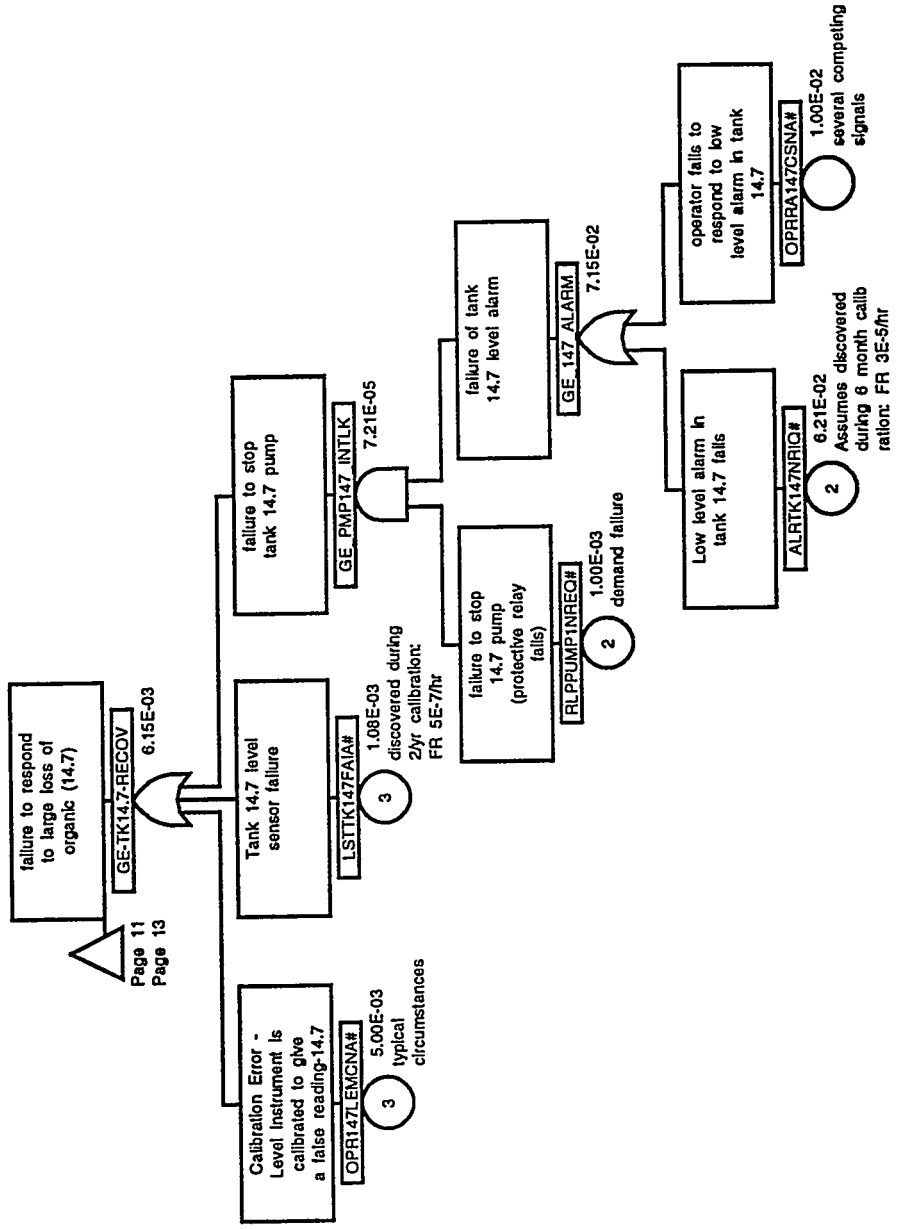 failure to respond
to large loss of
organic (14.7)
GE-TK14.7-RECOV
6.15E-03
Page 11
Page 13
Calibration Error -
Level Instrument is
calibrated to give
a false reading-14.7
OPR147LEMCNA#
5.00E-03
typical
circumstances
3
Tank 14.7 level
sensor failure
LSTTK147FAIA#
1.08E-03
discovered during
2/yr calibration:
FR 5E-7/hr
3
failure to stop
tank 14.7 pump
GE_PMP147_INTLK
7.21E-05
failure to stop
14.7 pump
(protective relay
fails)
RLPPUMP1NREQ#
1.00E-03
demand failure
2
failure of tank
14.7 level alarm
GE_147_ALARM
7.15E-02
Low level alarm in
tank 14.7 fails
ALRTK147NRIQ#
6.21E-02
Assumes discovered
during 6 month calib
ration: FR 3E-5/hr
2
operator fails to
respond to low
level alarm in tank
14.7
OPRRA147CSNA#
1.00E-02
several competing
signals